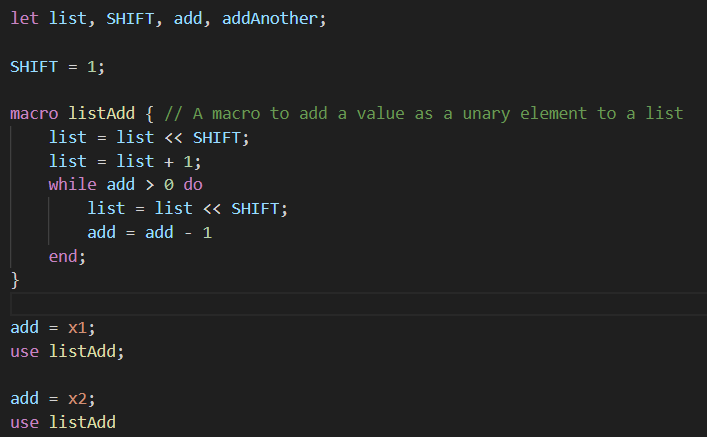 let list, SHIFT, add, addAnother;
SHIFT = 1;
macro listAdd { // A macro to add a value as a unary element to a list
list = list << SHIFT;
list = list + 1;
while add > 0 do
list = list << SHIFT;
add = add - 1
end;
}
add = x1;
use listAdd;
add = x2;
use listAdd